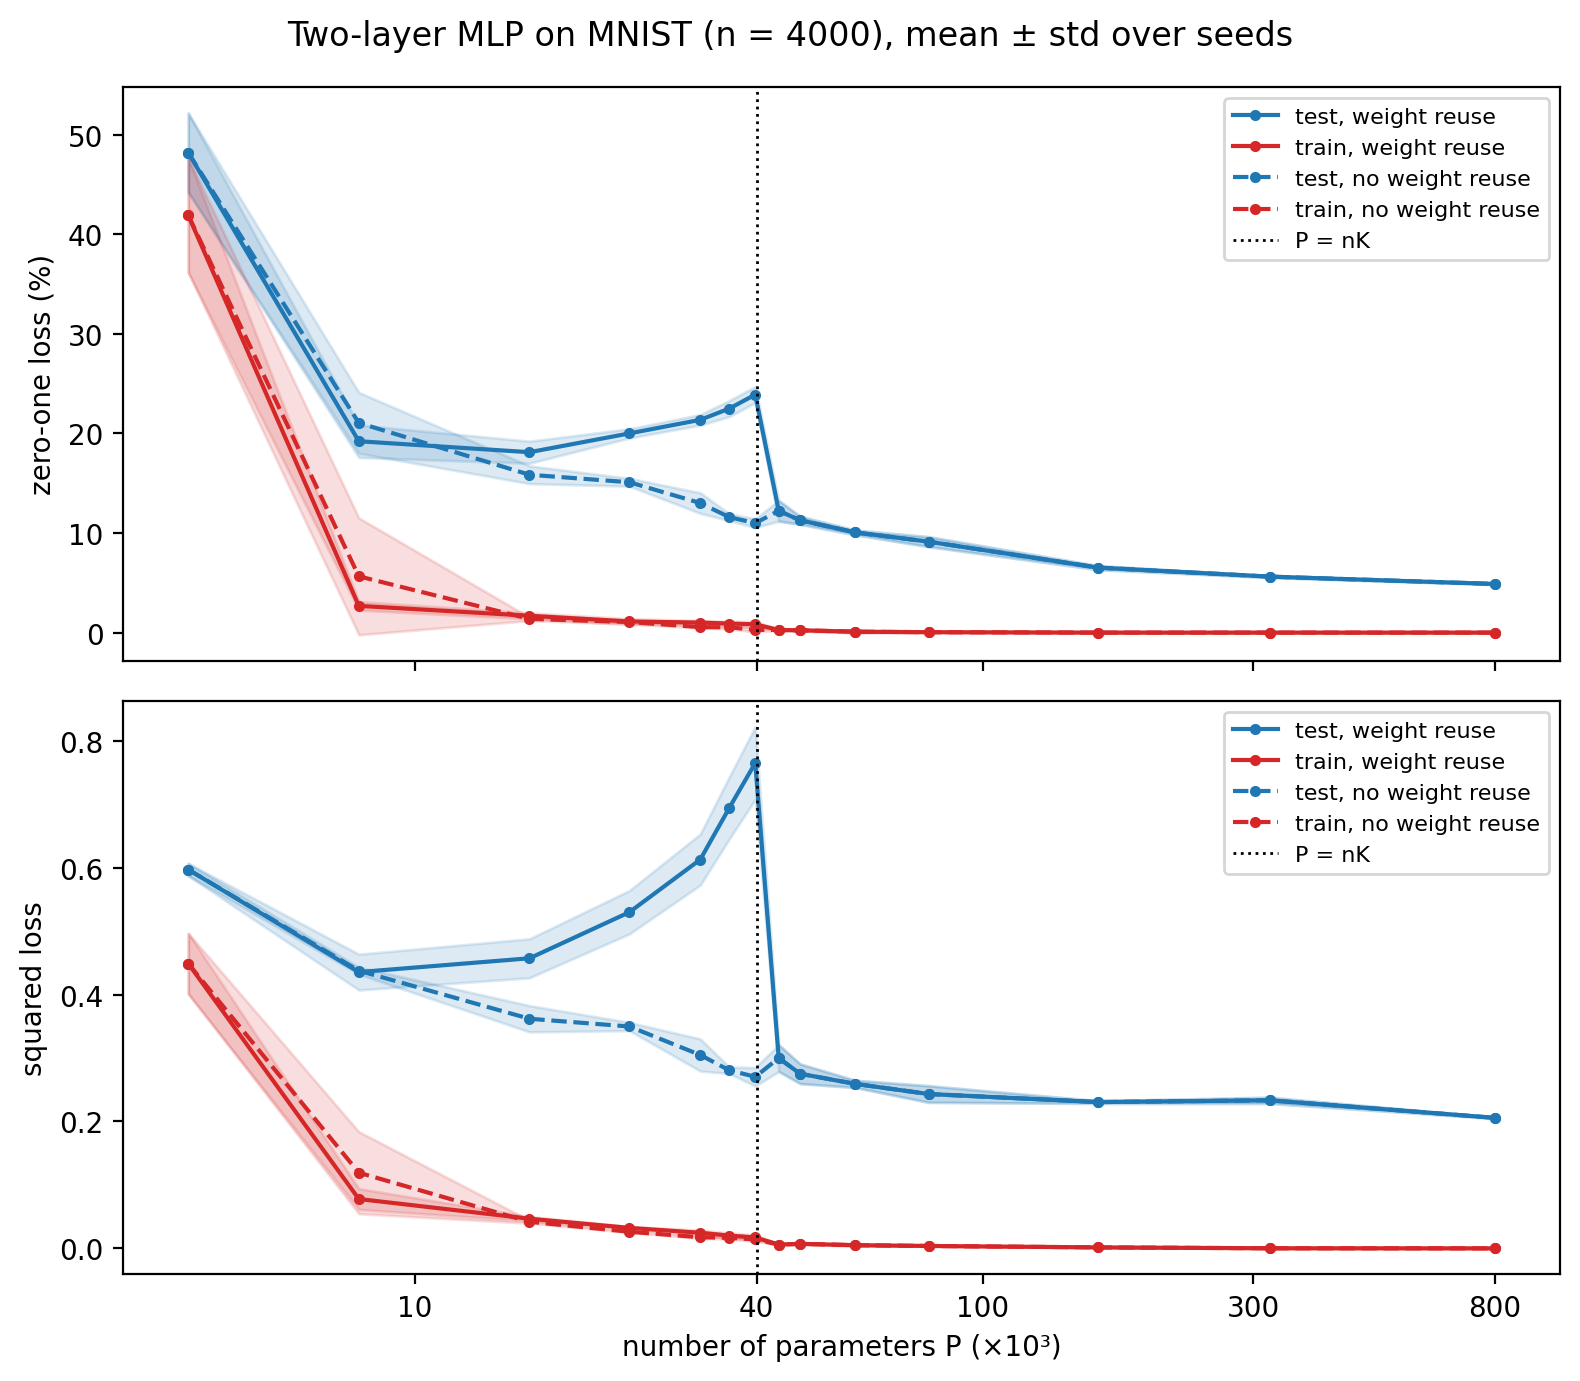 Two-layer MLP on MNIST (n = 4000), mean ± std over seeds
zero-one loss (%)
50
40
30
20
10
0
test, weight reuse
train, weight reuse
test, no weight reuse
train, no weight reuse
P = nK
squared loss
0.8
0.6
0.4
0.2
0.0
test, weight reuse
train, weight reuse
test, no weight reuse
train, no weight reuse
P = nK
10
40
100
300
800
number of parameters P (×10³)